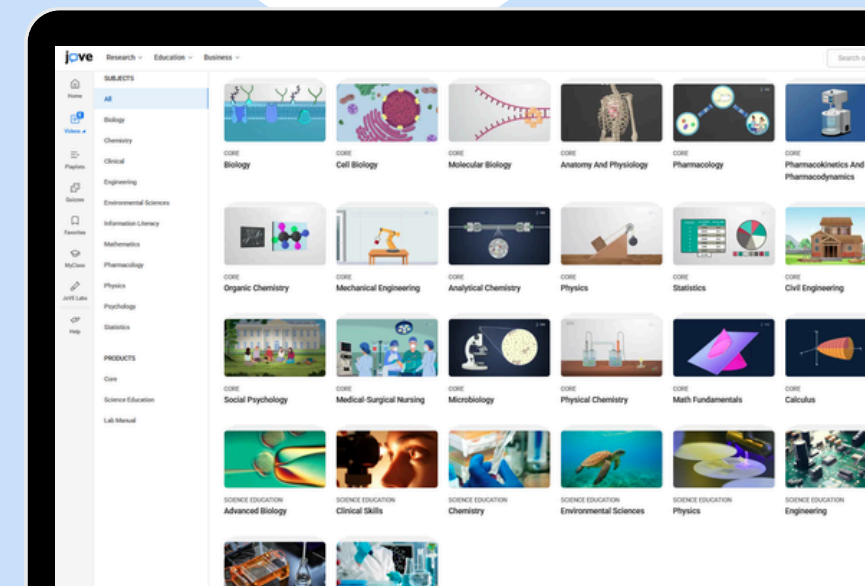 jove
Research
Education
Business
Search
Home
Videos
Playlists
Quizzes
Favorites
MyClass
JoVE Labs
Help
SUBJECTS
All
Biology
Chemistry
Clinical
Engineering
Environmental Sciences
Information Literacy
Mathematics
Pharmacology
Physics
Psychology
Statistics
PRODUCTS
Core
Science Education
Lab Manual
CORE
Biology
CORE
Cell Biology
CORE
Molecular Biology
CORE
Anatomy And Physiology
CORE
Pharmacology
CORE
Pharmacokinetics And
Pharmacodynamics
CORE
Organic Chemistry
CORE
Mechanical Engineering
CORE
Analytical Chemistry
CORE
Physics
CORE
Statistics
CORE
Civil Engineering
CORE
Social Psychology
CORE
Medical-Surgical Nursing
CORE
Microbiology
CORE
Physical Chemistry
CORE
Math Fundamentals
CORE
Calculus
SCIENCE EDUCATION
Advanced Biology
SCIENCE EDUCATION
Clinical Skills
SCIENCE EDUCATION
Chemistry
SCIENCE EDUCATION
Environmental Sciences
SCIENCE EDUCATION
Physics
SCIENCE EDUCATION
Engineering